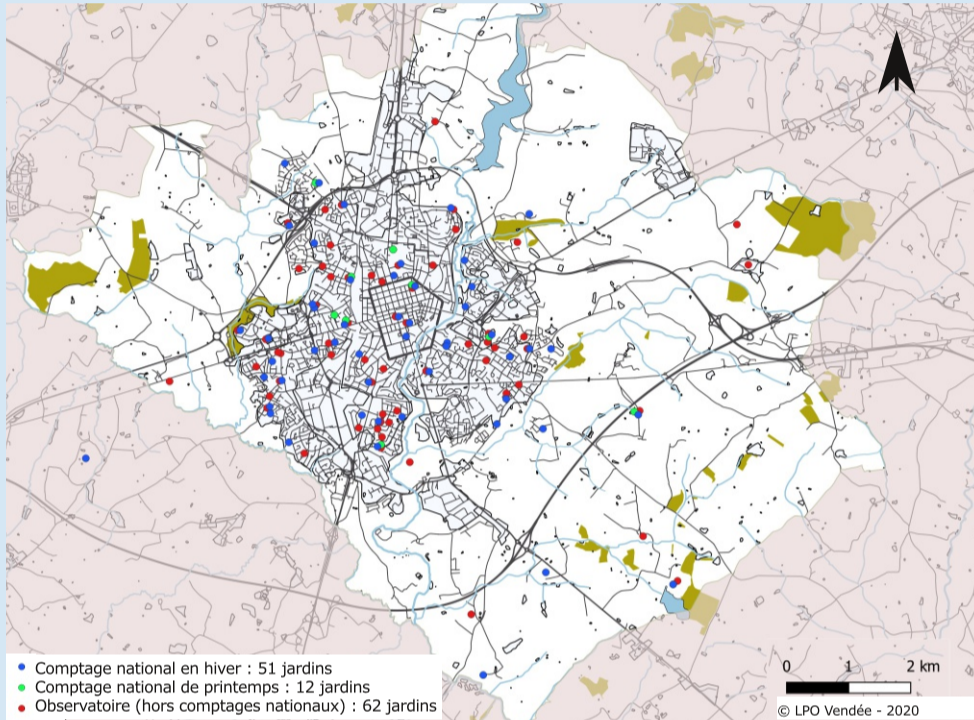 Comptage national en hiver : 51 jardins
Comptage national de printemps : 12 jardins
Observatoire (hors comptages nationaux) : 62 jardins
0 1 2 km
© LPO Vendée - 2020